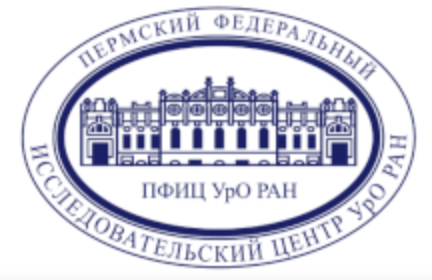 ПЕРМСКИЙ ФЕДЕРАЛЬНЫЙ
ИССЛЕДОВАТЕЛЬСКИЙ ЦЕНТР УрО РАН
ПФИЦ УрО РАН